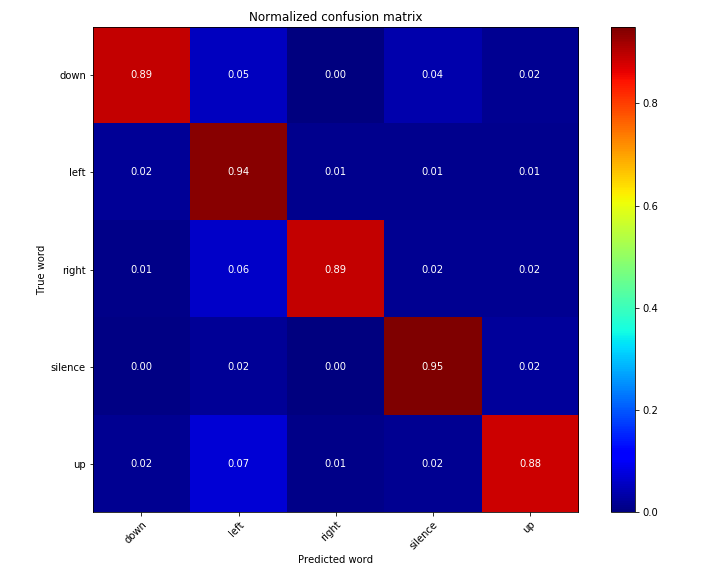 Normalized confusion matrix
True word
down 0.89 0.05 0.00 0.04 0.02
left 0.02 0.94 0.01 0.01 0.01
right 0.01 0.06 0.89 0.02 0.02
silence 0.00 0.02 0.00 0.95 0.02
up 0.02 0.07 0.01 0.02 0.88
down left right silence up
Predicted word
0.8
0.6
0.4
0.2
0.0